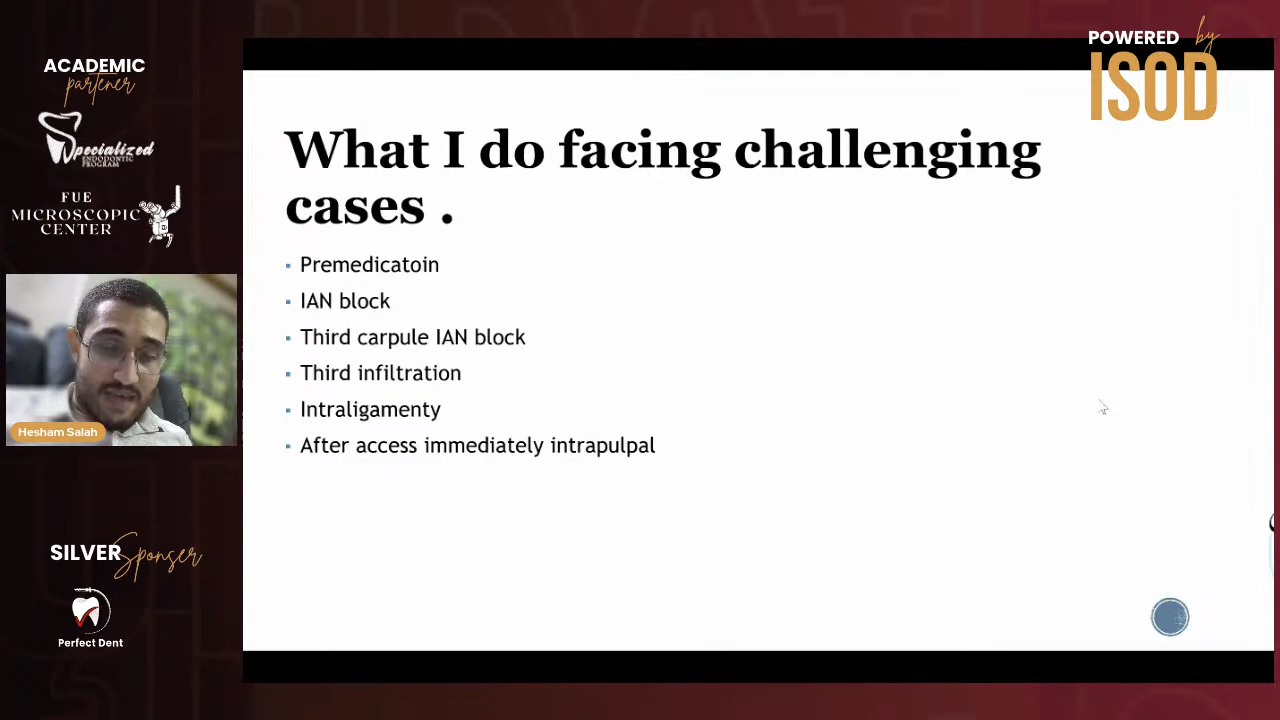 ACADEMIC
partener
Specialized
ENDODONTIC
PROGRAM
FUE
MICROSCOPIC
CENTER
Hesham Salah
SILVER Sponser
Perfect Dent
POWERED by
ISOD
What I do facing challenging
cases .
▪ Premedicatoin
▪ IAN block
▪ Third carpule IAN block
▪ Third infiltration
▪ Intraligamenty
▪ After access immediately intrapulpal